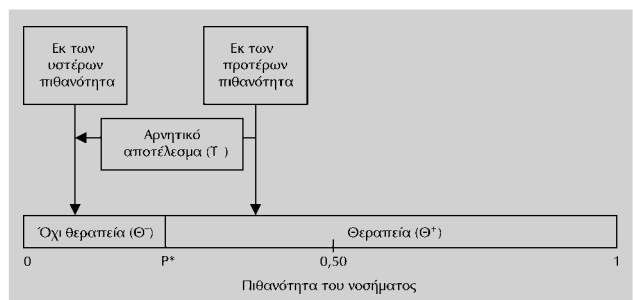 Εκ των
υστέρων
πιθανότητα
Εκ των
προτέρων
πιθανότητα
Αρνητικό
αποτέλεσμα (T⁻)
Όχι θεραπεία (Θ⁻)
Θεραπεία (Θ⁺)
0
P*
0,50
1
Πιθανότητα του νοσήματος